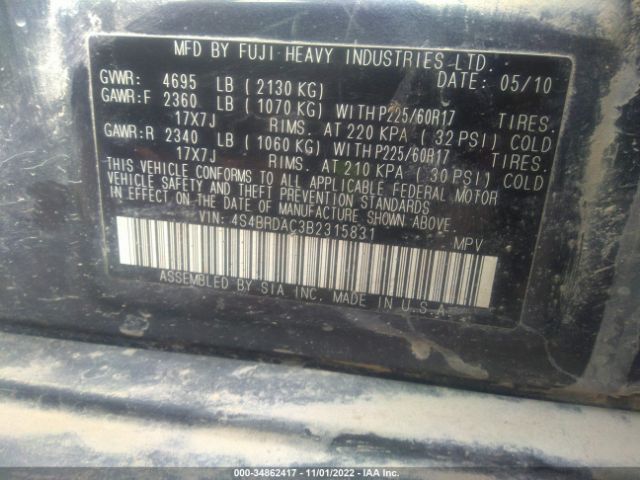 MFD BY FUJI HEAVY INDUSTRIES LTD.
GVWR: 4695 LB (2130 KG) DATE: 05/10
GAWR:F 2360 LB (1070 KG) WITH P225/60R17 TIRES.
17X7J RIMS. AT 220 KPA (32 PSI) COLD
GAWR:R 2340 LB (1060 KG) WITH P225/60R17 TIRES.
17X7J RIMS. AT 210 KPA (30 PSI) COLD
THIS VEHICLE CONFORMS TO ALL APPLICABLE FEDERAL MOTOR
VEHICLE SAFETY AND THEFT PREVENTION STANDARDS
IN EFFECT ON THE DATE OF MANUFACTURE SHOWN ABOVE.
VIN: 4S4BRDAC3B2315831 MPV
ASSEMBLED BY SIA INC. MADE IN U.S.A.
000-34862417 - 11/01/2022 - IAA Inc.